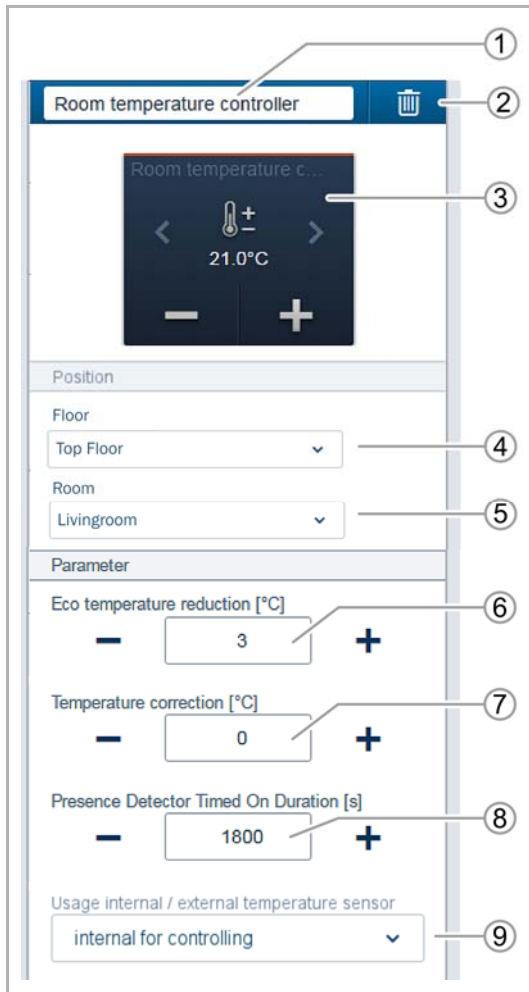 1
Room temperature controller
2
Room temperature c...
3
21.0°C
Position
Floor
Top Floor
4
Room
Livingroom
5
Parameter
Eco temperature reduction [°C]
6
− 3 +
Temperature correction [°C]
7
− 0 +
Presence Detector Timed On Duration [s]
8
− 1800 +
Usage internal / external temperature sensor
internal for controlling
9